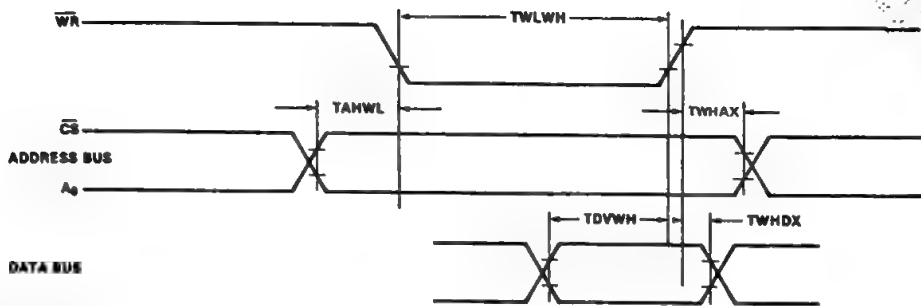 WR
TWLWH
TAHWL
TWHAX
CS
ADDRESS BUS
A₀
TDVWH
TWHDX
DATA BUS